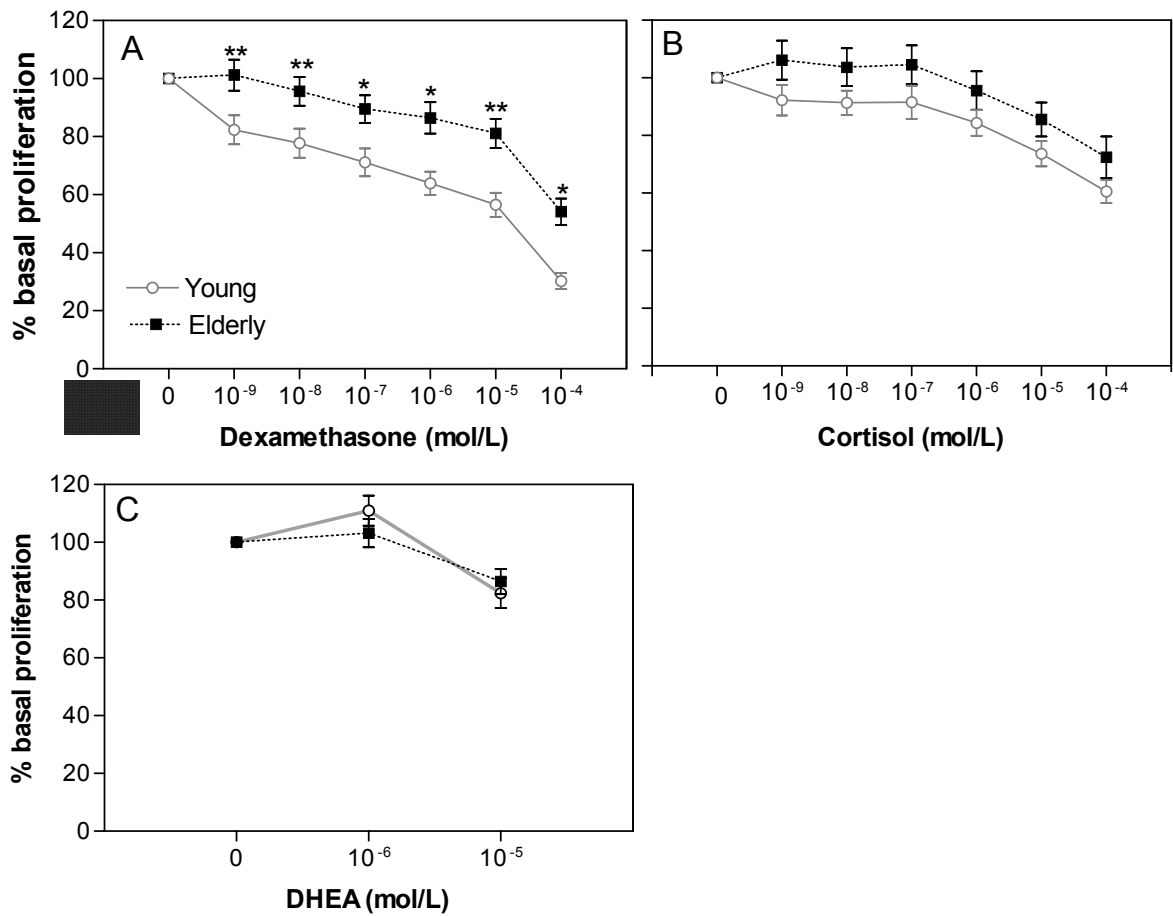 A
120
100
80
60
40
20
0
% basal proliferation
** ** * * ** *
Young
Elderly
0 10⁻⁹ 10⁻⁸ 10⁻⁷ 10⁻⁶ 10⁻⁵ 10⁻⁴
Dexamethasone (mol/L)
B
0 10⁻⁹ 10⁻⁸ 10⁻⁷ 10⁻⁶ 10⁻⁵ 10⁻⁴
Cortisol (mol/L)
C
120
100
80
60
40
20
0
% basal proliferation
0 10⁻⁶ 10⁻⁵
DHEA (mol/L)